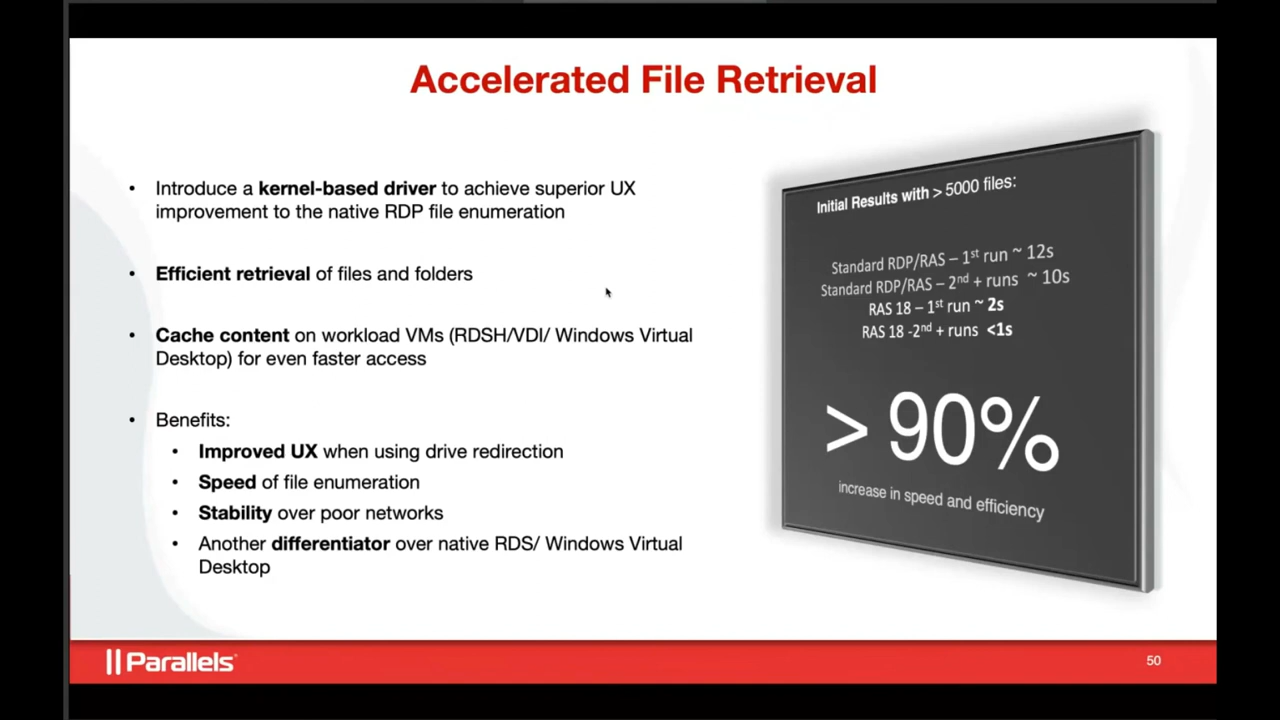 Accelerated File Retrieval
• Introduce a kernel-based driver to achieve superior UX
improvement to the native RDP file enumeration
• Efficient retrieval of files and folders
• Cache content on workload VMs (RDSH/VDI/ Windows Virtual
Desktop) for even faster access
• Benefits:
• Improved UX when using drive redirection
• Speed of file enumeration
• Stability over poor networks
• Another differentiator over native RDS/ Windows Virtual
Desktop
Initial Results with > 5000 files:
Standard RDP/RAS – 1st run ~ 12s
Standard RDP/RAS – 2nd + runs ~ 10s
RAS 18 – 1st run ~ 2s
RAS 18 -2nd + runs <1s
> 90%
increase in speed and efficiency
Parallels
50